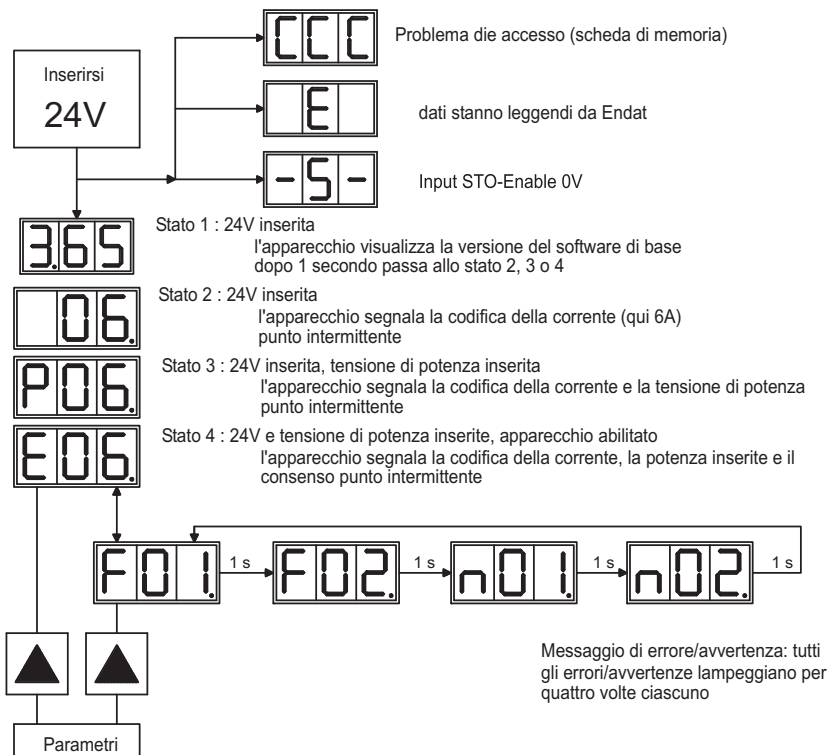 CCC
Problema die accesso (scheda di memoria)
Inserirsi
24V
E
dati stanno leggendi da Endat
-S-
Input STO-Enable 0V
3.65
Stato 1 : 24V inserita
l'apparecchio visualizza la versione del software di base
dopo 1 secondo passa allo stato 2, 3 o 4
06.
Stato 2 : 24V inserita
l'apparecchio segnala la codifica della corrente (qui 6A)
punto intermittente
P06.
Stato 3 : 24V inserita, tensione di potenza inserita
l'apparecchio segnala la codifica della corrente e la tensione di potenza
punto intermittente
E06.
Stato 4 : 24V e tensione di potenza inserite, apparecchio abilitato
l'apparecchio segnala la codifica della corrente, la potenza inserite e il
consenso punto intermittente
F01.
1 s
F02.
1 s
n01.
1 s
n02.
1 s
Messaggio di errore/avvertenza: tutti
gli errori/avvertenze lampeggiano per
quattro volte ciascuno
Parametri